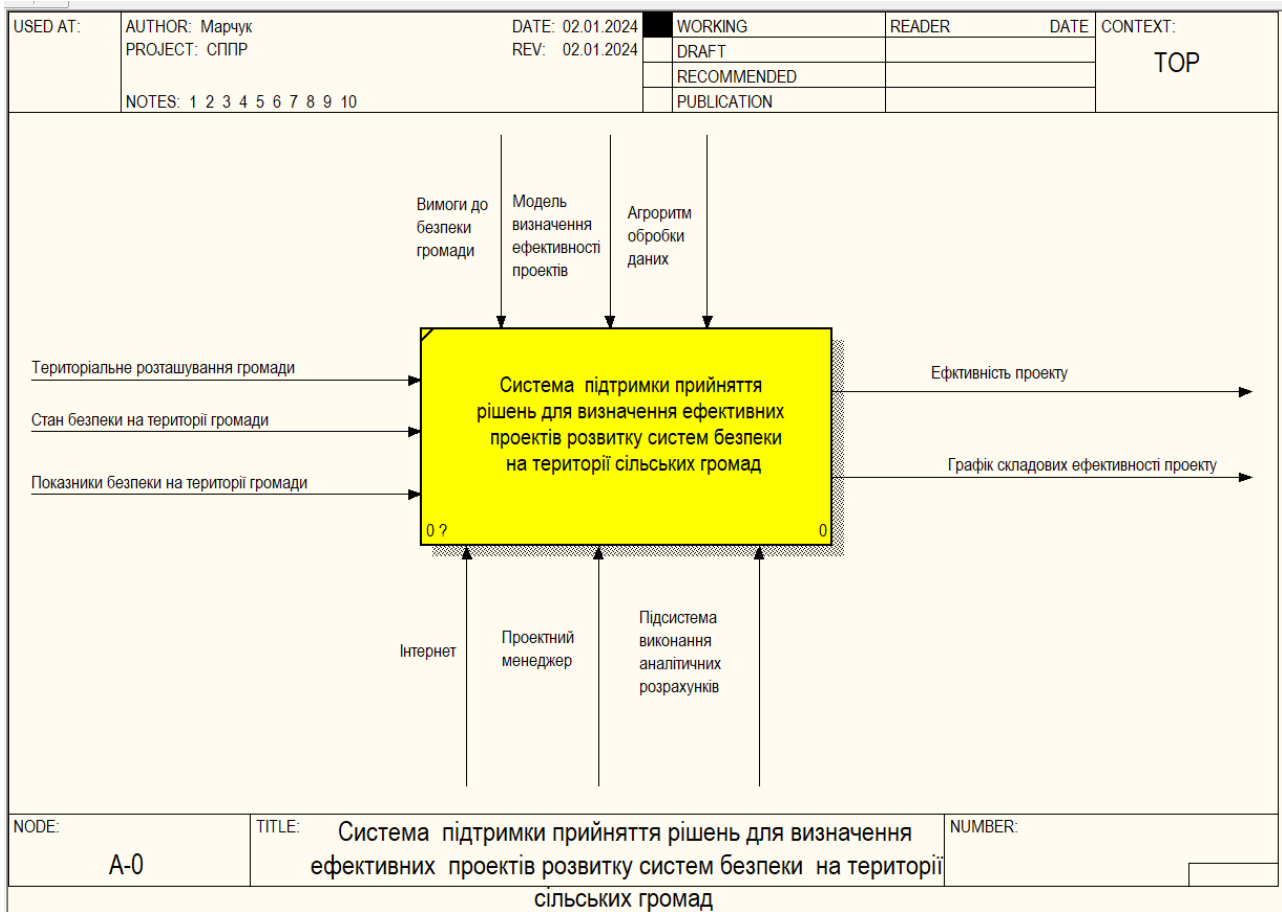 USED AT:
AUTHOR: Марчук
DATE: 02.01.2024
PROJECT: СППР
REV: 02.01.2024
NOTES: 1 2 3 4 5 6 7 8 9 10
WORKING
DRAFT
RECOMMENDED
PUBLICATION
READER
DATE
CONTEXT:
TOP
Вимоги до
безпеки
громади
Модель
визначення
ефективності
проектів
Агроритм
обробки
даних
Територіальне розташування громади
Стан безпеки на території громади
Показники безпеки на території громади
Система підтримки прийняття
рішень для визначення ефективних
проектів розвитку систем безпеки
на території сільських громад
0 ?
0
Ефктивність проекту
Графік складових ефективності проекту
Інтернет
Проектний
менеджер
Підсистема
виконання
аналітичних
розрахунків
NODE:
A-0
TITLE:
Система підтримки прийняття рішень для визначення
ефективних проектів розвитку систем безпеки на території
сільських громад
NUMBER: